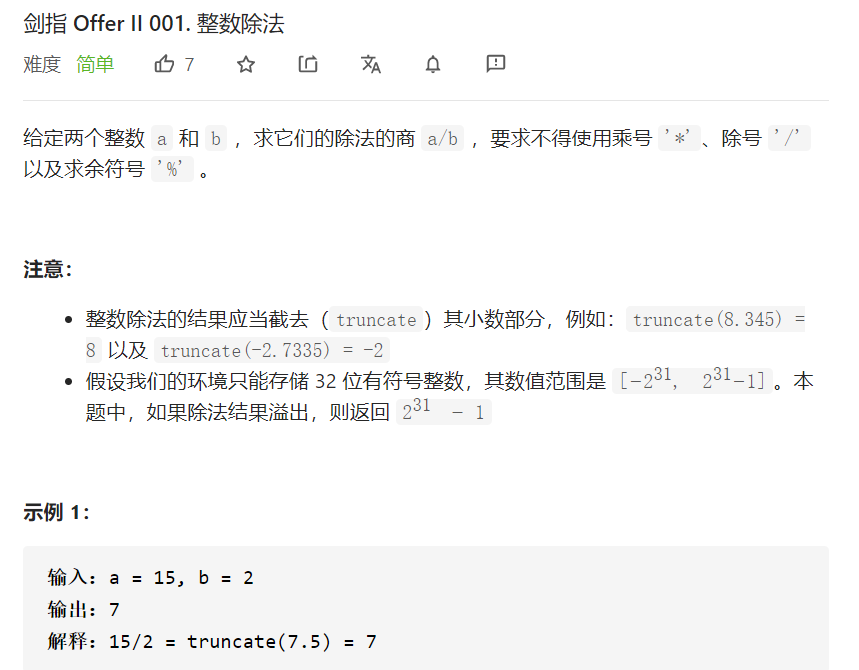 剑指 Offer II 001. 整数除法
难度 简单 7
给定两个整数 a 和 b ，求它们的除法的商 a/b ，要求不得使用乘号 '*' 、除号 '/'
以及求余符号 '%' 。
注意：
整数除法的结果应当截去（truncate）其小数部分，例如：truncate(8.345) =
8 以及 truncate(-2.7335) = -2
假设我们的环境只能存储 32 位有符号整数，其数值范围是 [−2³¹, 2³¹−1]。本
题中，如果除法结果溢出，则返回 2³¹ − 1
示例 1：
输入：a = 15, b = 2
输出：7
解释：15/2 = truncate(7.5) = 7